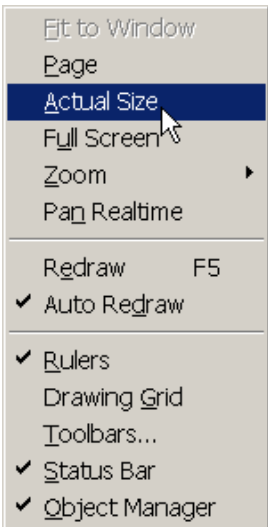 Fit to Window
Page
Actual Size
Full Screen
Zoom
Pan Realtime
Redraw F5
Auto Redraw
Rulers
Drawing Grid
Toolbars...
Status Bar
Object Manager